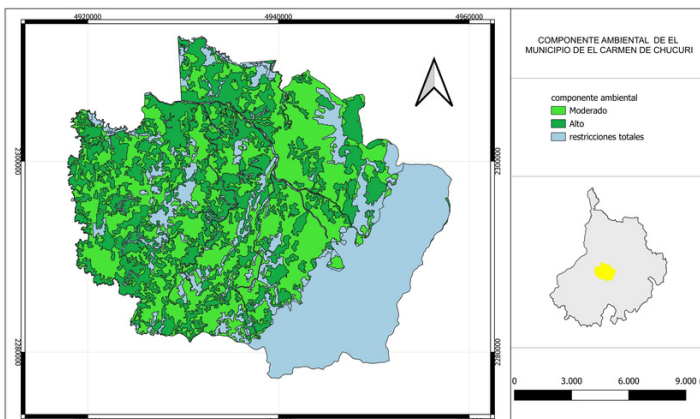 4920000
4940000
4960000
2300000
2300000
2280000
2280000
COMPONENTE AMBIENTAL DE EL
MUNICIPIO DE EL CARMEN DE CHUCURI
componente ambiental
Moderado
Alto
restricciones totales
0
3.000
6.000
9.000